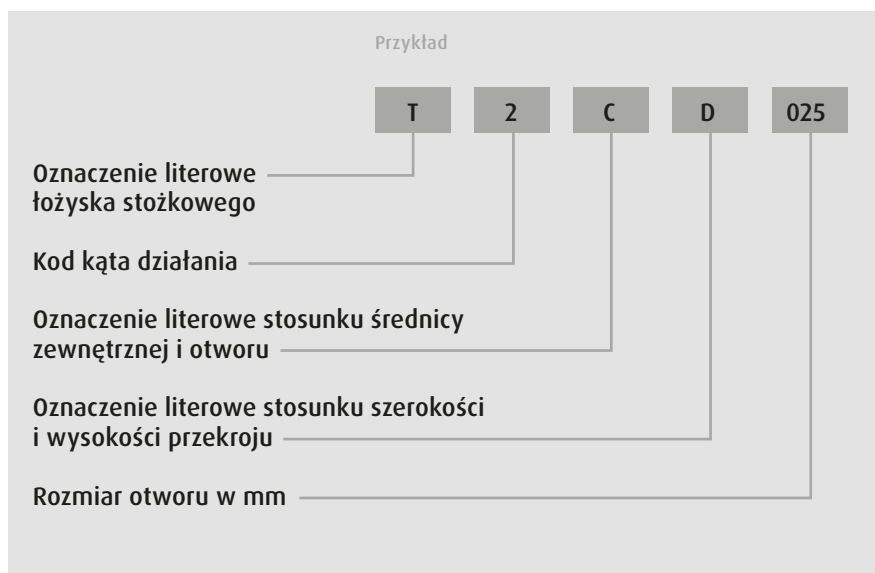 Przykład
T 2 C D 025
Oznaczenie literowe
łożyska stożkowego
Kod kąta działania
Oznaczenie literowe stosunku średnicy
zewnętrznej i otworu
Oznaczenie literowe stosunku szerokości
i wysokości przekroju
Rozmiar otworu w mm